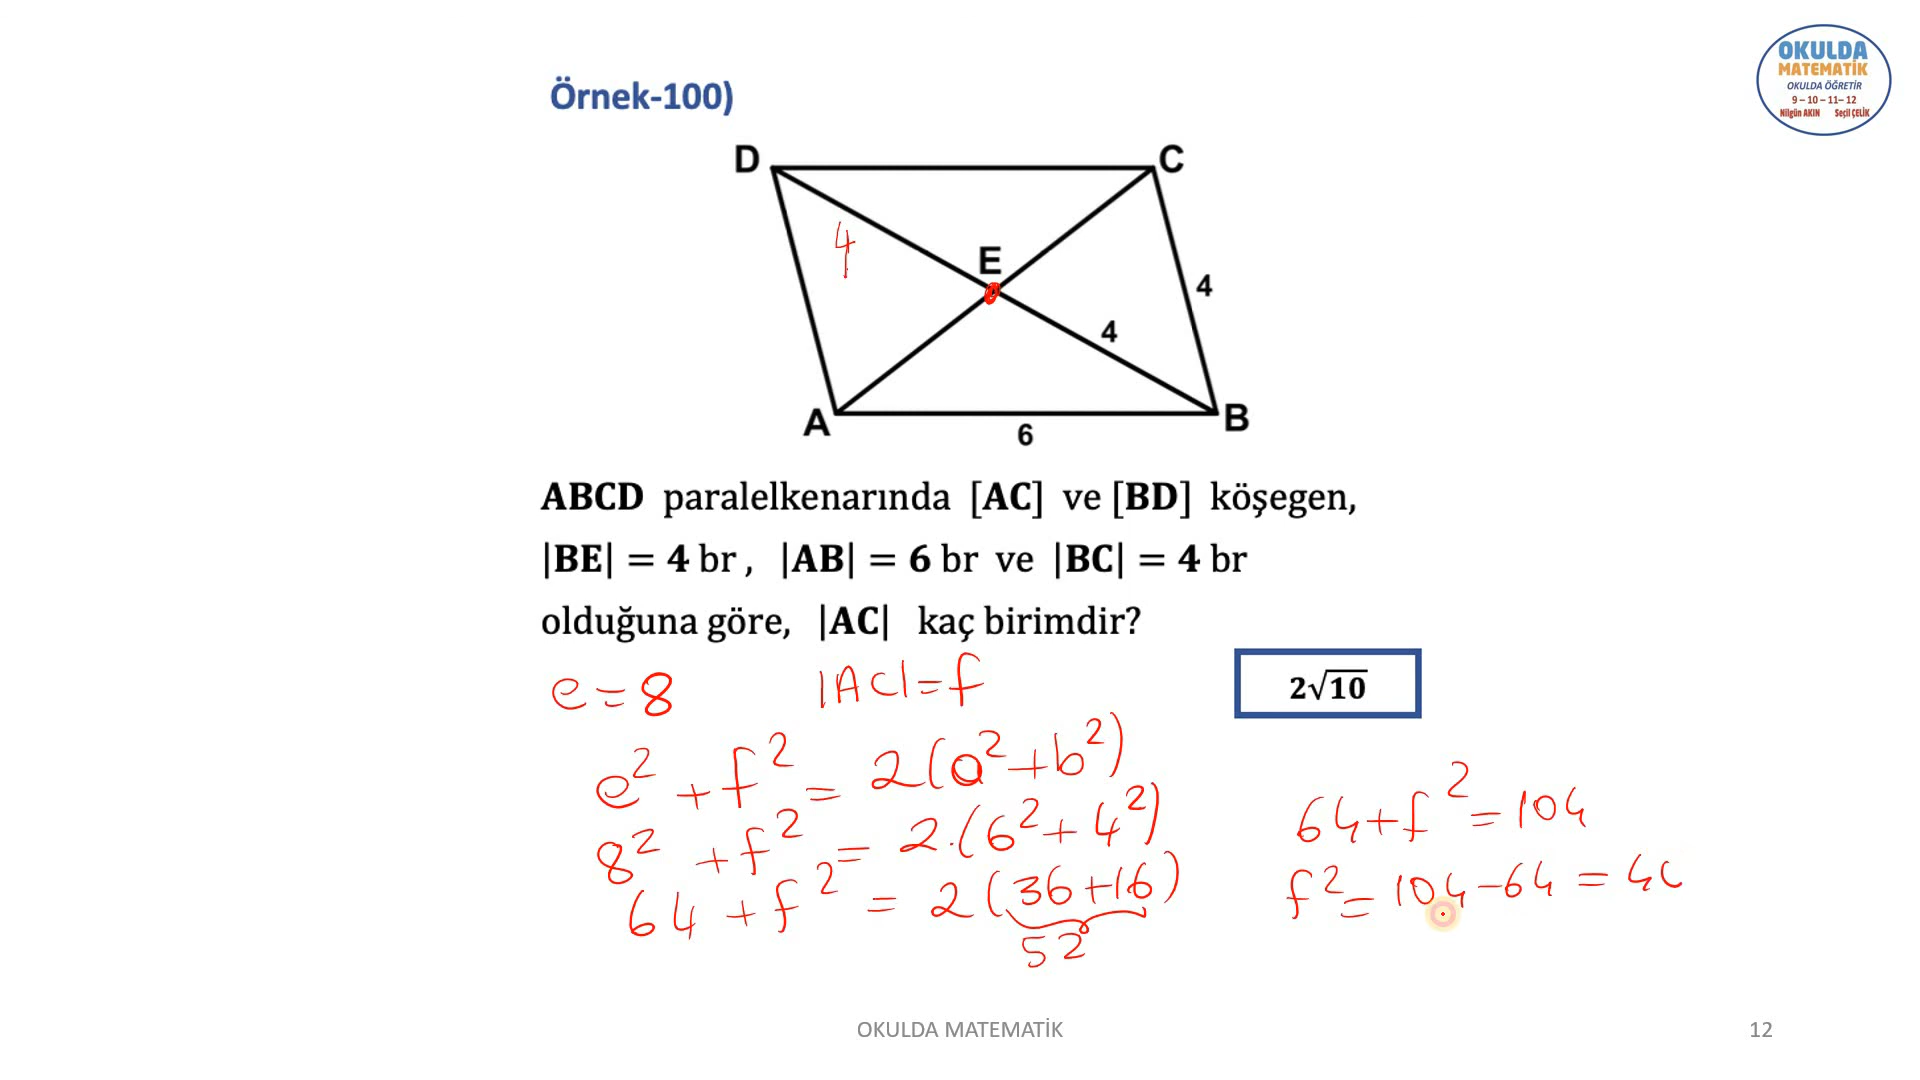 OKULDA
MATEMATİK
OKULDA ÖĞRETİR
9 – 10 – 11– 12
Nilgün AKIN Seçil ÇELİK
Örnek-100)
D
C
4
E
4
4
A
B
6
ABCD paralelkenarında [AC] ve [BD] köşegen,
|BE| = 4 br , |AB| = 6 br ve |BC| = 4 br
olduğuna göre, |AC| kaç birimdir?
e = 8 |AC| = f
2√10
e² + f² = 2(a² + b²)
8² + f² = 2.(6² + 4²)
64 + f² = 2(36+16)
52
64 + f² = 104
f² = 104 - 64 =
OKULDA MATEMATİK
12